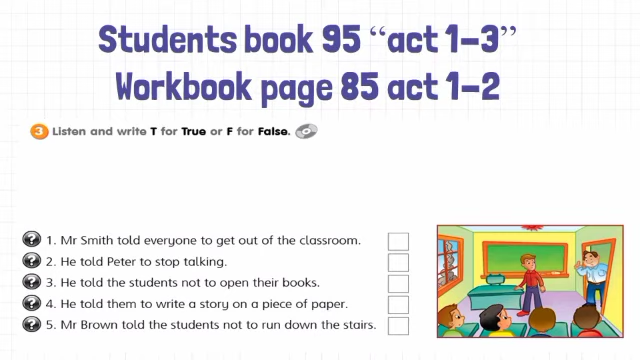 Students book 95 “act 1-3”
Workbook page 85 act 1-2
3 Listen and write T for True or F for False.
? 1. Mr Smith told everyone to get out of the classroom.
? 2. He told Peter to stop talking.
? 3. He told the students not to open their books.
? 4. He told them to write a story on a piece of paper.
? 5. Mr Brown told the students not to run down the stairs.